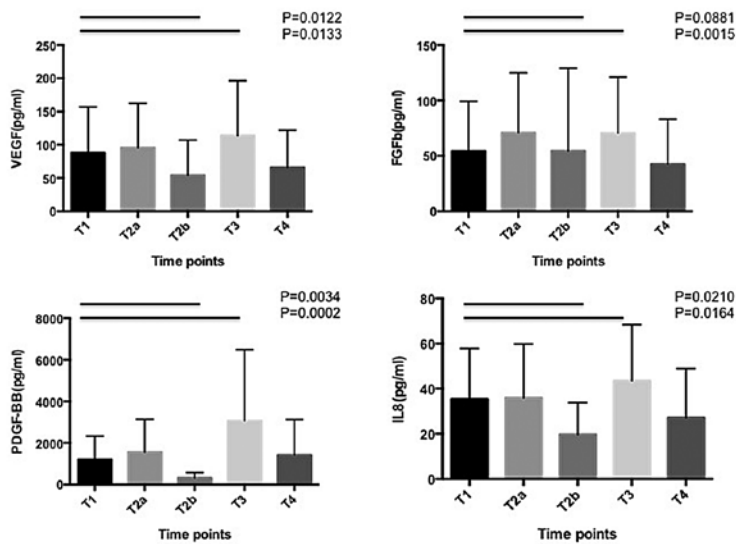 P=0.0122
P=0.0133
VEGF(pg/ml)
250
200
150
100
50
0
T1 T2a T2b T3 T4
Time points
P=0.0881
P=0.0015
FGFb(pg/ml)
150
100
50
0
T1 T2a T2b T3 T4
Time points
P=0.0034
P=0.0002
PDGF-BB(pg/ml)
8000
6000
4000
2000
0
T1 T2a T2b T3 T4
Time points
P=0.0210
P=0.0164
IL8(pg/ml)
80
60
40
20
0
T1 T2a T2b T3 T4
Time points